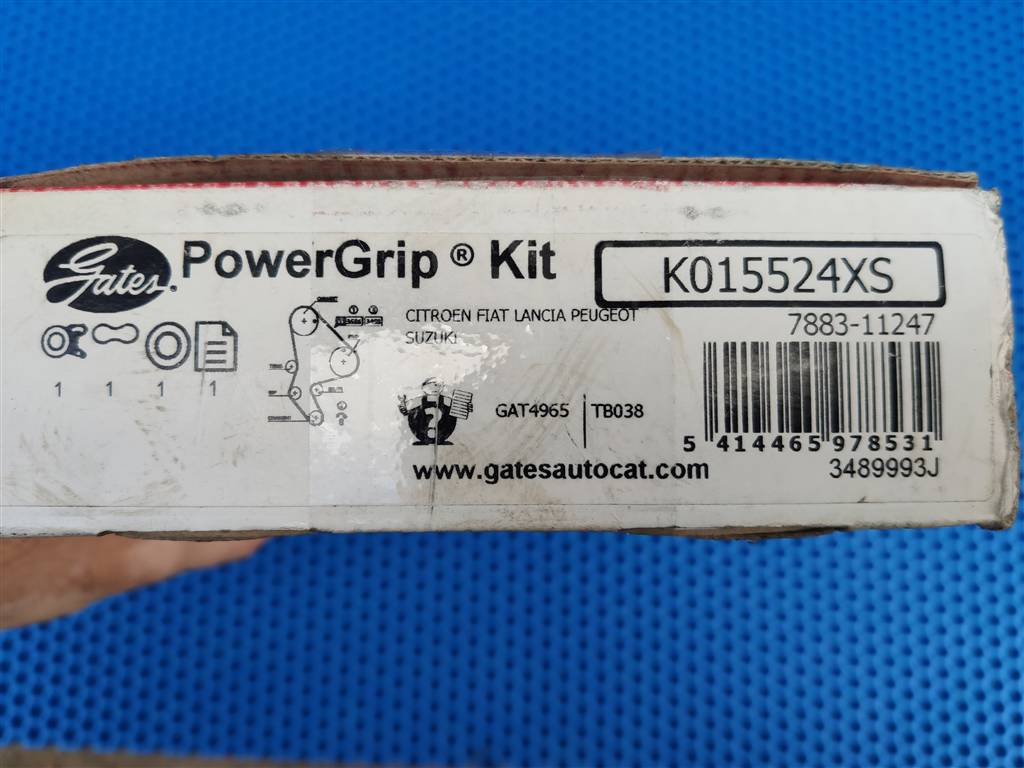 Gates
PowerGrip ® Kit
K015524XS
7883-11247
CITROEN FIAT LANCIA PEUGEOT
SUZUKI
1 1 1 1
GAT4965 | TB038
5 414465 978531
www.gatesautocat.com
3489993J